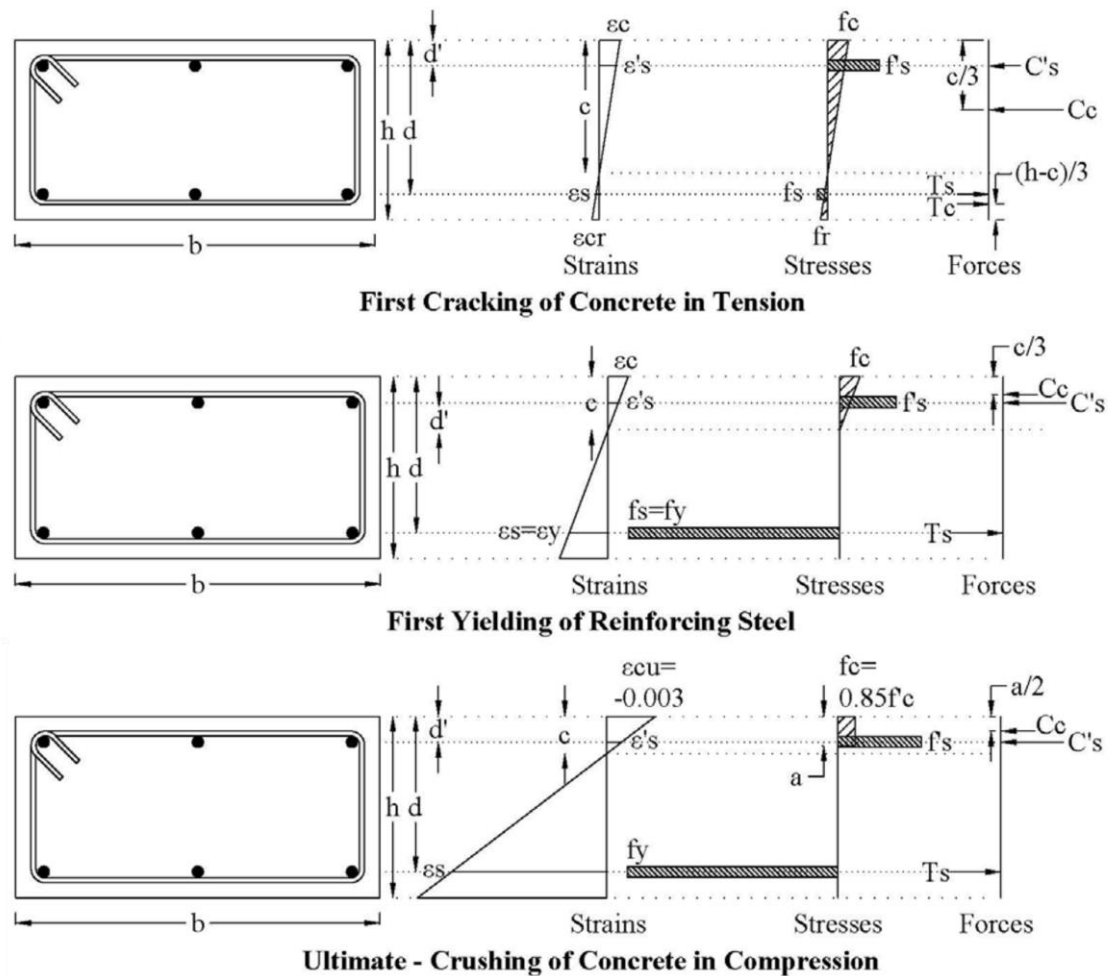 εc
fc
d'
ε's
f's
c/3
C's
c
Cc
h
d
(h-c)/3
εs
fs
Ts
Tc
b
εcr
fr
Strains
Stresses
Forces
First Cracking of Concrete in Tension
εc
fc
c/3
c
ε's
f's
Cc
C's
d'
h
d
fs=fy
εs=εy
Ts
b
Strains
Stresses
Forces
First Yielding of Reinforcing Steel
εcu=
-0.003
fc=
0.85f'c
a/2
d'
c
ε's
f's
Cc
C's
a
h
d
fy
εs
Ts
b
Strains
Stresses
Forces
Ultimate - Crushing of Concrete in Compression